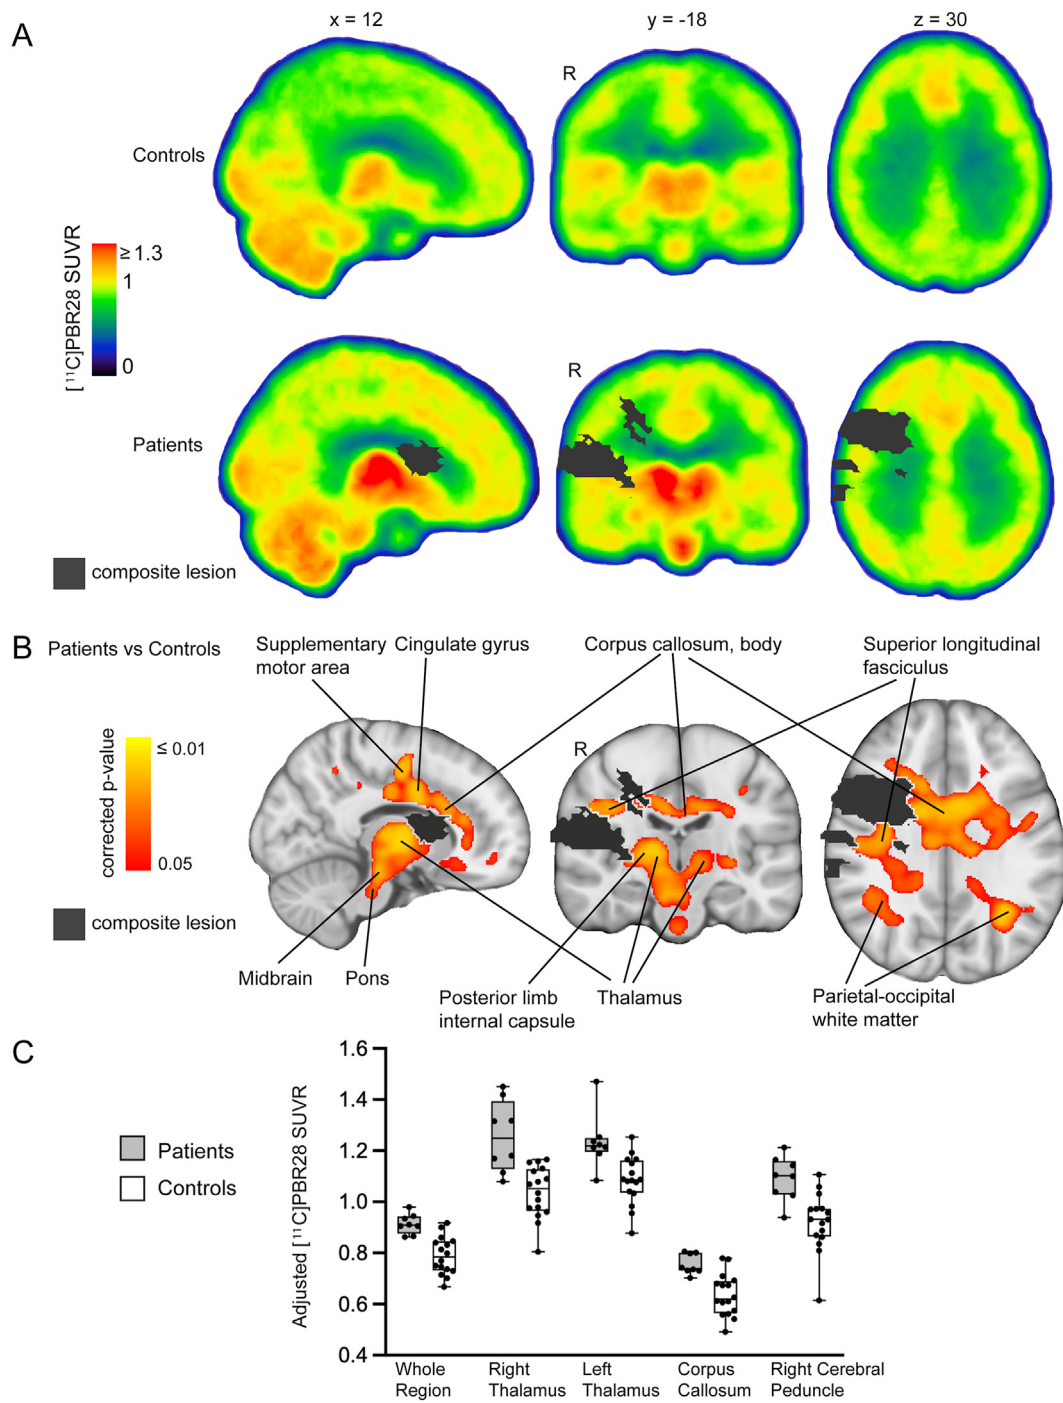 A
x = 12
y = -18
z = 30
R
Controls
[¹¹C]PBR28 SUVR
≥ 1.3
1
0
R
Patients
composite lesion
B
Patients vs Controls
Supplementary
motor area
Cingulate gyrus
Corpus callosum, body
Superior longitudinal
fasciculus
R
corrected p-value
≤ 0.01
0.05
composite lesion
Midbrain
Pons
Posterior limb
internal capsule
Thalamus
Parietal-occipital
white matter
C
Patients
Controls
Adjusted [¹¹C]PBR28 SUVR
1.6
1.4
1.2
1.0
0.8
0.6
0.4
Whole
Region
Right
Thalamus
Left
Thalamus
Corpus
Callosum
Right Cerebral
Peduncle